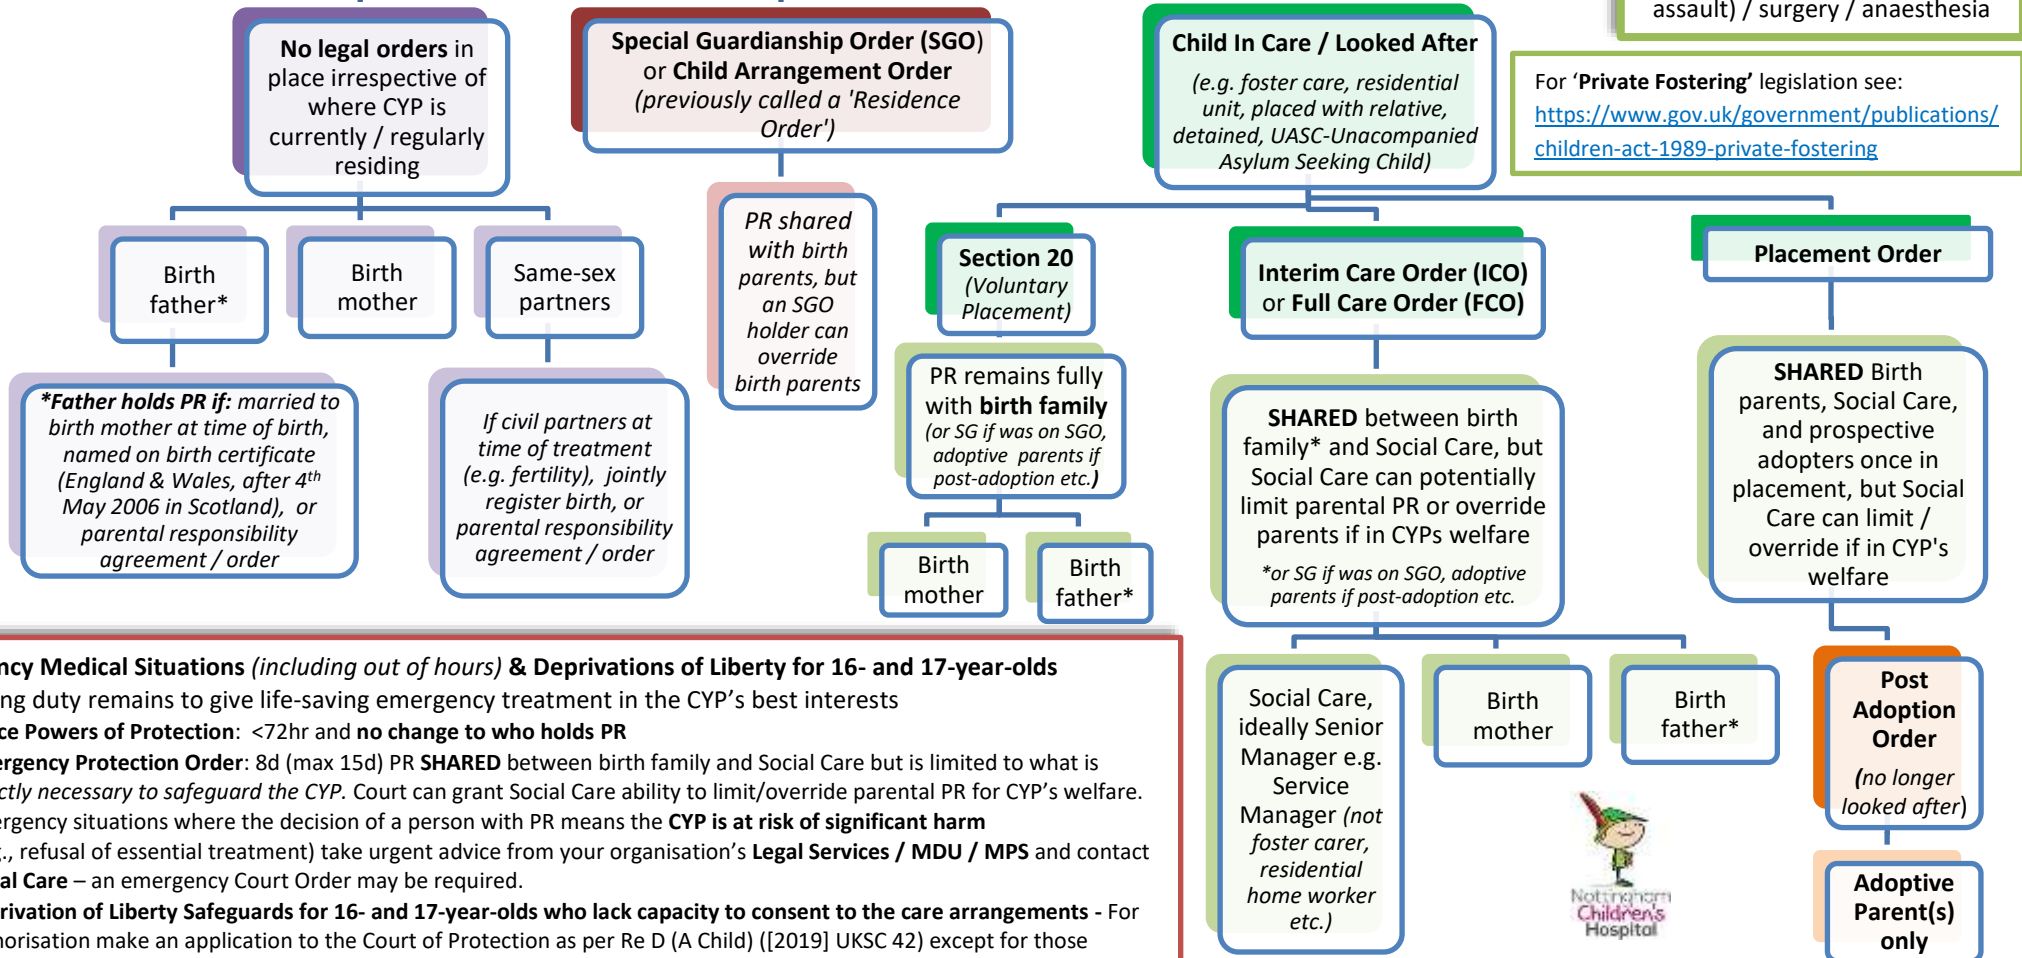 assault) / surgery / anaesthesia
For ‘Private Fostering’ legislation see:
https://www.gov.uk/government/publications/
children-act-1989-private-fostering
No legal orders in
place irrespective of
where CYP is
currently / regularly
residing
Special Guardianship Order (SGO)
or Child Arrangement Order
(previously called a 'Residence
Order')
Child In Care / Looked After
(e.g. foster care, residential
unit, placed with relative,
detained, UASC-Unacompanied
Asylum Seeking Child)
Birth
father*
Birth
mother
Same-sex
partners
PR shared
with birth
parents, but
an SGO
holder can
override
birth parents
Section 20
(Voluntary
Placement)
Interim Care Order (ICO)
or Full Care Order (FCO)
Placement Order
*Father holds PR if: married to
birth mother at time of birth,
named on birth certificate
(England & Wales, after 4th
May 2006 in Scotland), or
parental responsibility
agreement / order
If civil partners at
time of treatment
(e.g. fertility), jointly
register birth, or
parental responsibility
agreement / order
PR remains fully
with birth family
(or SG if was on SGO,
adoptive parents if
post-adoption etc.)
Birth
mother
Birth
father*
SHARED between birth
family* and Social Care, but
Social Care can potentially
limit parental PR or override
parents if in CYPs welfare
*or SG if was on SGO, adoptive
parents if post-adoption etc.
SHARED Birth
parents, Social Care,
and prospective
adopters once in
placement, but Social
Care can limit /
override if in CYP's
welfare
Social Care,
ideally Senior
Manager e.g.
Service
Manager (not
foster carer,
residential
home worker
etc.)
Birth
mother
Birth
father*
Post
Adoption
Order
(no longer
looked after)
Adoptive
Parent(s)
only
ncy Medical Situations (including out of hours) & Deprivations of Liberty for 16- and 17-year-olds
ng duty remains to give life-saving emergency treatment in the CYP’s best interests
ce Powers of Protection: <72hr and no change to who holds PR
ergency Protection Order: 8d (max 15d) PR SHARED between birth family and Social Care but is limited to what is
ctly necessary to safeguard the CYP. Court can grant Social Care ability to limit/override parental PR for CYP’s welfare.
ergency situations where the decision of a person with PR means the CYP is at risk of significant harm
g., refusal of essential treatment) take urgent advice from your organisation’s Legal Services / MDU / MPS and contact
al Care – an emergency Court Order may be required.
rivation of Liberty Safeguards for 16- and 17-year-olds who lack capacity to consent to the care arrangements - For
horisation make an application to the Court of Protection as per Re D (A Child) ([2019] UKSC 42) except for those
Nottingham
Children's
Hospital